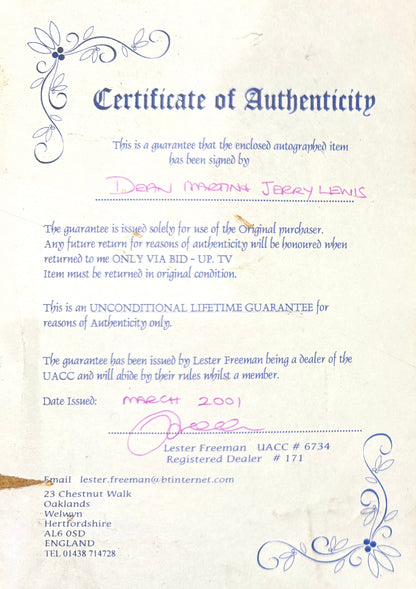 Certificate of Authenticity
This is a guarantee that the enclosed autographed item
has been signed by
DEAN MARTIN & JERRY LEWIS
The guarantee is issued solely for use of the Original purchaser.
Any future return for reasons of authenticity will be honoured when
returned to me ONLY VIA BID - UP. TV
Item must be returned in original condition.
This is an UNCONDITIONAL LIFETIME GUARANTEE for
reasons of Authenticity only.
The guarantee has been issued by Lester Freeman being a dealer of the
UACC and will abide by their rules whilst a member.
Date Issued: MARCH 2001
Lester Freeman UACC # 6734
Registered Dealer # 171
Email lester.freeman@btinternet.com
23 Chestnut Walk
Oaklands
Welwyn
Hertfordshire
AL6 0SD
ENGLAND
TEL 01438 714728